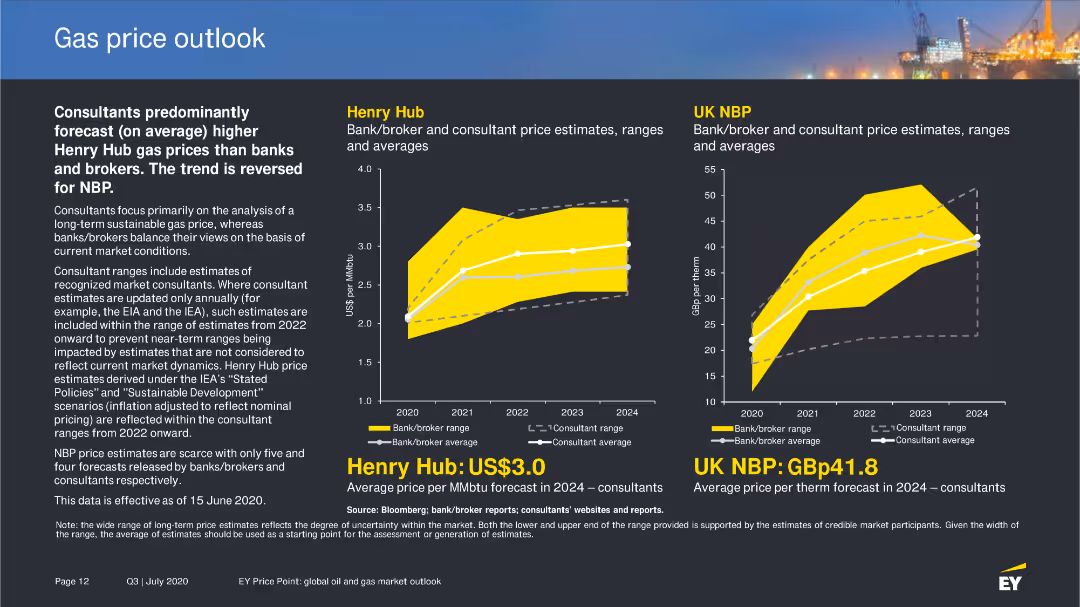 Gas price outlook
Consultants predominantly
forecast (on average) higher
Henry Hub gas prices than banks
and brokers. The trend is reversed
for NBP.
Consultants focus primarily on the analysis of a
long-term sustainable gas price, whereas
banks/brokers balance their views on the basis of
current market conditions.
Consultant ranges include estimates of
recognized market consultants. Where consultant
estimates are updated only annually (for
example, the EIA and the IEA), such estimates are
included within the range of estimates from 2022
onward to prevent near-term ranges being
impacted by estimates that are not considered to
reflect current market dynamics. Henry Hub price
estimates derived under the IEA's "Stated
Policies" and "Sustainable Development"
scenarios (inflation adjusted to reflect nominal
pricing) are reflected within the consultant
ranges from 2022 onward.
NBP price estimates are scarce with only five and
four forecasts released by banks/brokers and
consultants respectively.
This data is effective as of 15 June 2020.
Henry Hub
Bank/broker and consultant price estimates, ranges
and averages
US$ per MMbtu
4.0
3.5
3.0
2.5
2.0
1.5
1.0
2020 2021 2022 2023 2024
Bank/broker range Consultant range
Bank/broker average Consultant average
Henry Hub: US$3.0
Average price per MMbtu forecast in 2024 – consultants
Source: Bloomberg; bank/broker reports; consultants' websites and reports.
UK NBP
Bank/broker and consultant price estimates, ranges
and averages
GBp per therm
55
50
45
40
35
30
25
20
15
10
2020 2021 2022 2023 2024
Bank/broker range Consultant range
Bank/broker average Consultant average
UK NBP: GBp41.8
Average price per therm forecast in 2024 – consultants
Note: the wide range of long-term price estimates reflects the degree of uncertainty within the market. Both the lower and upper end of the range provided is supported by the estimates of credible market participants. Given the width of
the range, the average of estimates should be used as a starting point for the assessment or generation of estimates.
Page 12 Q3 | July 2020 EY Price Point: global oil and gas market outlook
EY